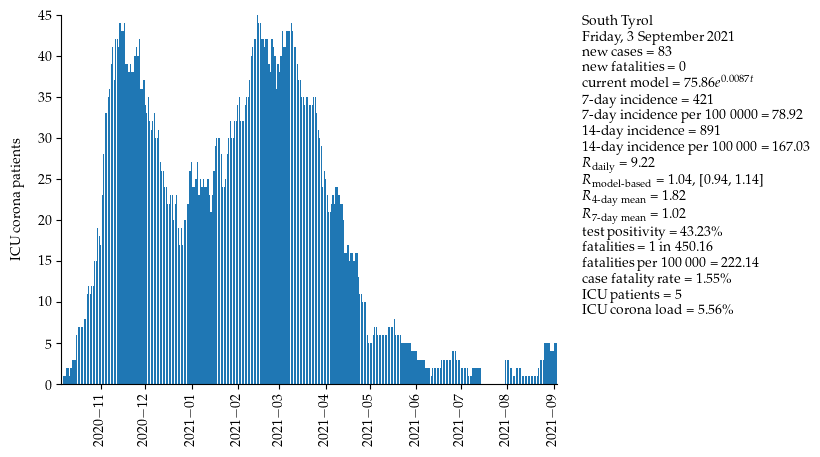 45
40
35
30
25
20
15
10
5
0
ICU corona patients
2020−11
2020−12
2021−01
2021−02
2021−03
2021−04
2021−05
2021−06
2021−07
2021−08
2021−09
South Tyrol
Friday, 3 September 2021
new cases = 83
new fatalities = 0
current model = 75.86e^0.0087t
7-day incidence = 421
7-day incidence per 100 0000 = 78.92
14-day incidence = 891
14-day incidence per 100 000 = 167.03
R_daily = 9.22
R_model-based = 1.04, [0.94, 1.14]
R_4-day mean = 1.82
R_7-day mean = 1.02
test positivity = 43.23%
fatalities = 1 in 450.16
fatalities per 100 000 = 222.14
case fatality rate = 1.55%
ICU patients = 5
ICU corona load = 5.56%